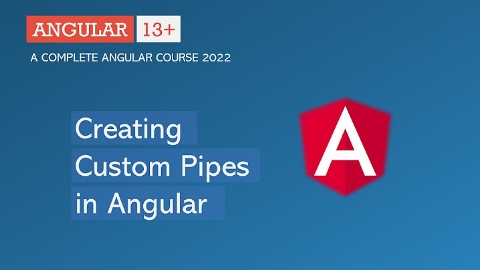 ANGULAR 13+
A COMPLETE ANGULAR COURSE 2022
Creating
Custom Pipes
in Angular
A